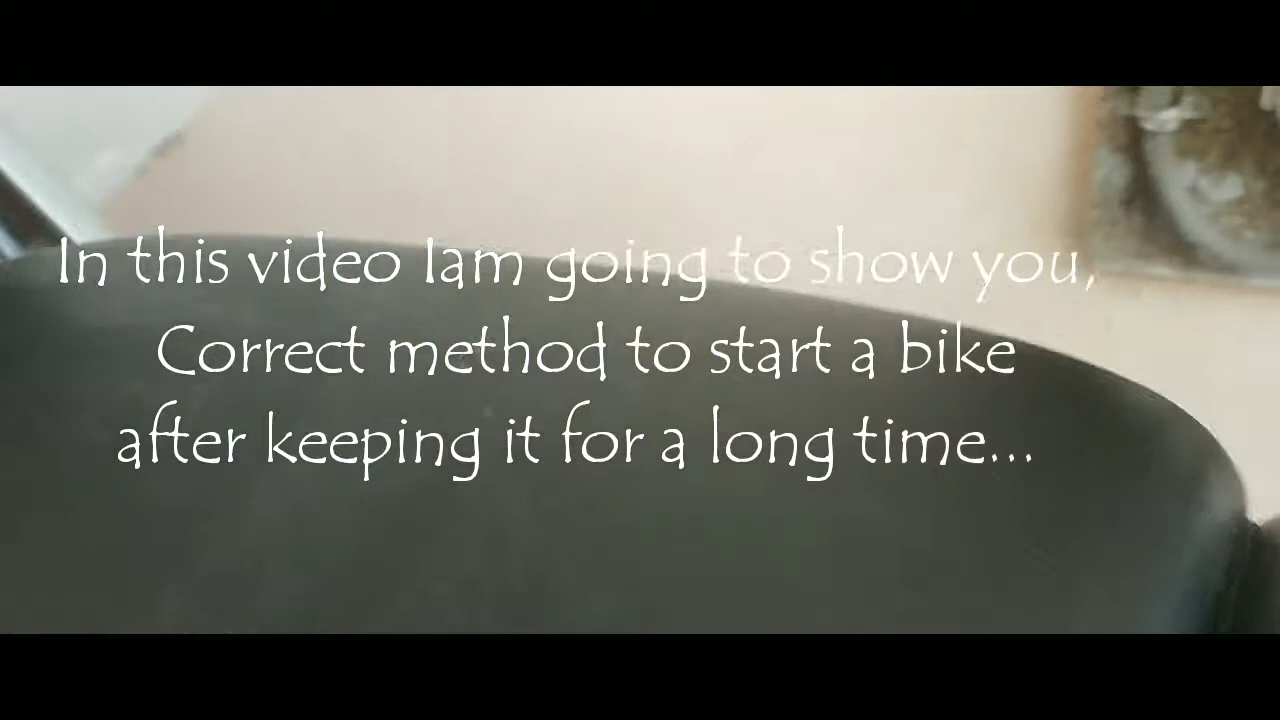 In this video Iam going to show you,
Correct method to start a bike
after keeping it for a long time...